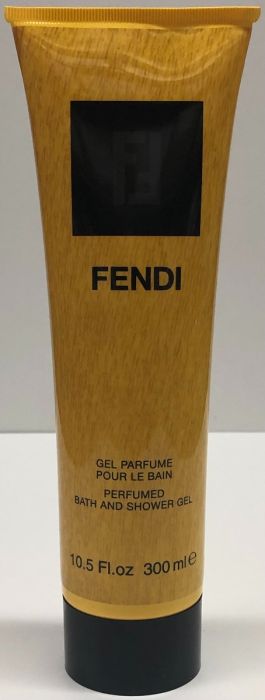 FENDI
GEL PARFUME
POUR LE BAIN
PERFUMED
BATH AND SHOWER GEL
10.5 Fl.oz 300 ml ℮